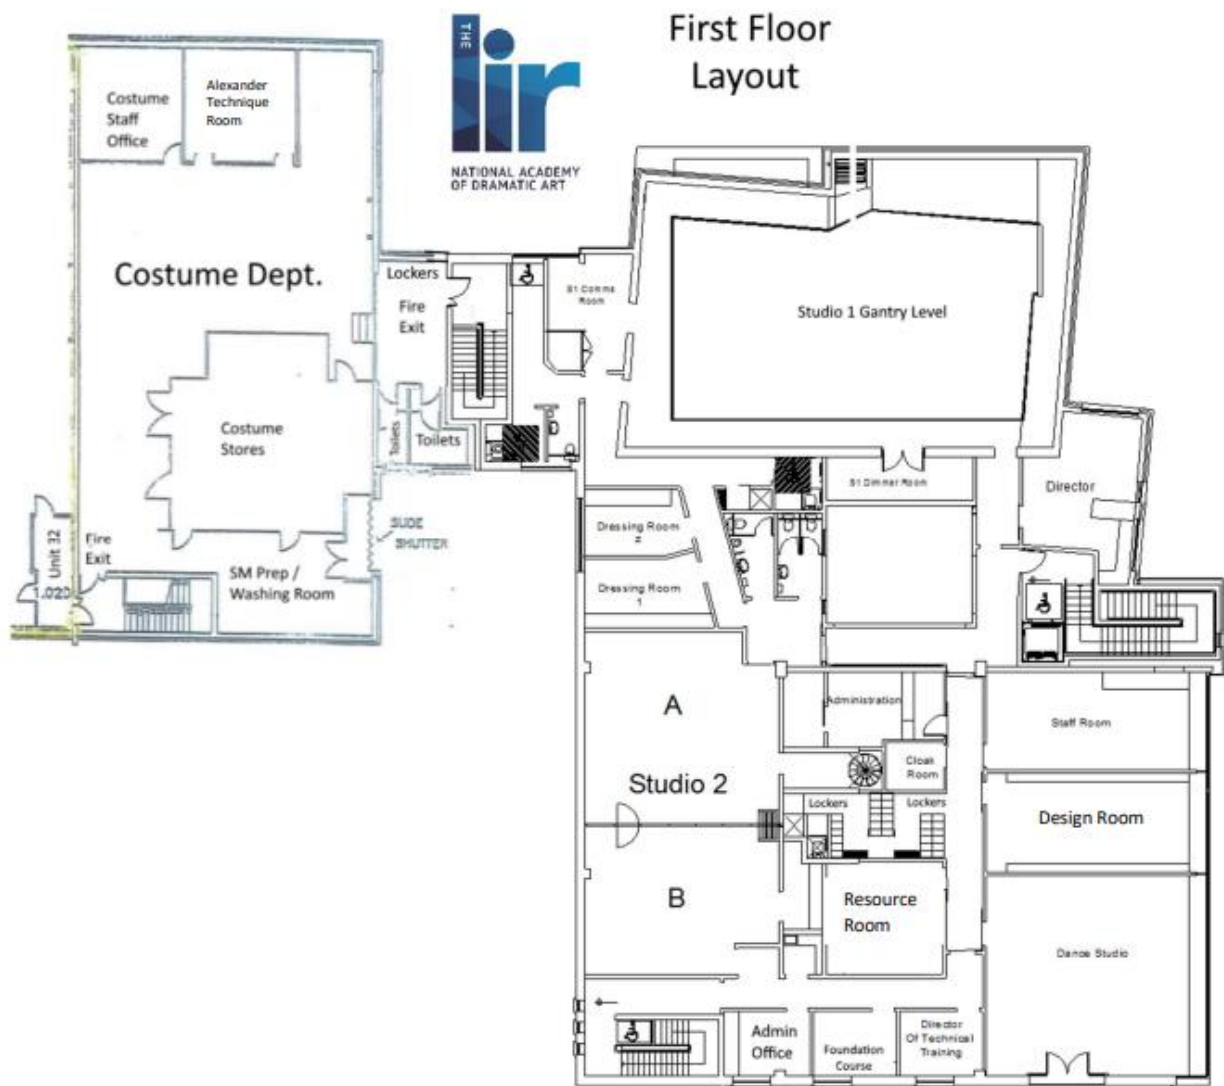 First Floor
Layout
THE
lir
NATIONAL ACADEMY
OF DRAMATIC ART
Costume
Staff
Office
Alexander
Technique
Room
Costume Dept.
Lockers
Fire
Exit
S1 Comms
Room
Studio 1 Gantry Level
Costume
Stores
Toilets
Toilets
S1 Dimmer Room
Director
SLIDE
SHUTTER
Unit 32
1.020
Fire
Exit
SM Prep /
Washing Room
Dressing Room
2
Dressing Room
1
A
Studio 2
B
Administration
Cloak
Room
Lockers
Lockers
Staff Room
Design Room
Resource
Room
Dance Studio
Admin
Office
Foundation
Course
Director
Of Technical
Training